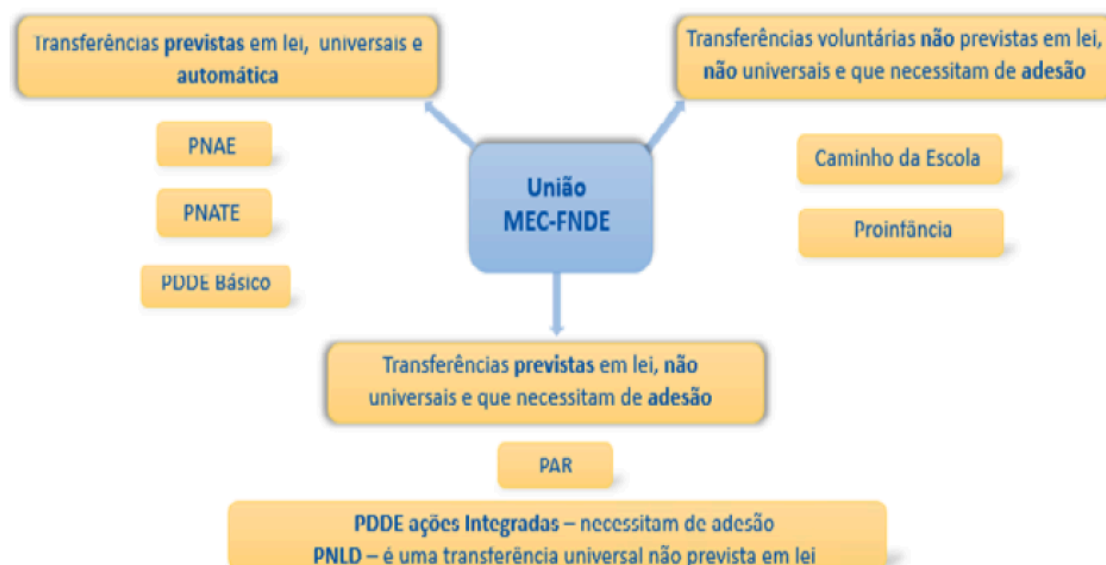 Transferências previstas em lei, universais e
automática
PNAE
PNATE
PDDE Básico
Transferências voluntárias não previstas em lei,
não universais e que necessitam de adesão
Caminho da Escola
Proinfância
União
MEC-FNDE
Transferências previstas em lei, não
universais e que necessitam de adesão
PAR
PDDE ações Integradas – necessitam de adesão
PNLD – é uma transferência universal não prevista em lei